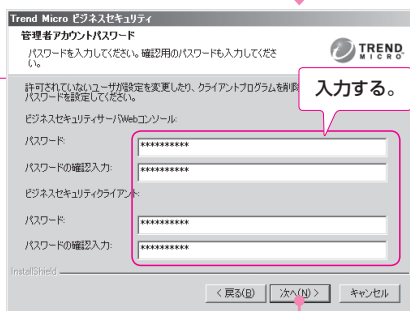 Trend Micro ビジネスセキュリティ
管理者アカウントパスワード
パスワードを入力してください。確認用のパスワードも入力してくださ
い。
TREND
MICRO
許可されていないユーザが設定を変更したり、クライアントプログラムを削除
パスワードを設定してください。
入力する。
ビジネスセキュリティサーバWebコンソール:
パスワード:
**********
パスワードの確認入力:
**********
ビジネスセキュリティクライアント:
パスワード:
**********
パスワードの確認入力:
**********
InstallShield
< 戻る(B)
次へ(N) >
キャンセル